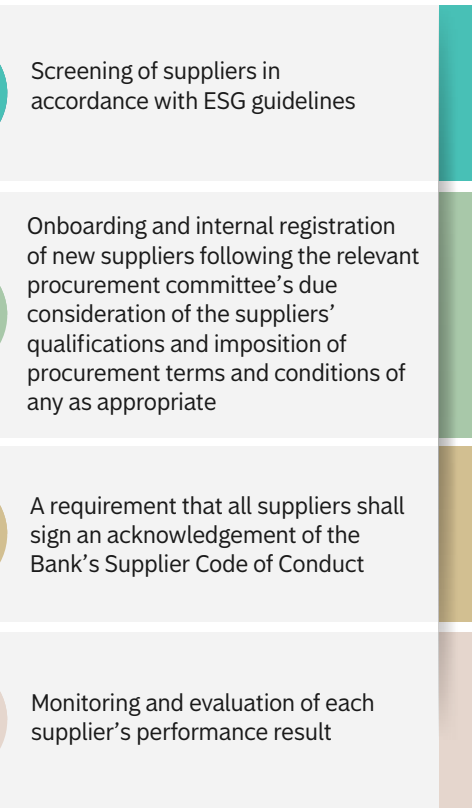 Screening of suppliers in
accordance with ESG guidelines
Onboarding and internal registration
of new suppliers following the relevant
procurement committee’s due
consideration of the suppliers’
qualifications and imposition of
procurement terms and conditions of
any as appropriate
A requirement that all suppliers shall
sign an acknowledgement of the
Bank’s Supplier Code of Conduct
Monitoring and evaluation of each
supplier’s performance result